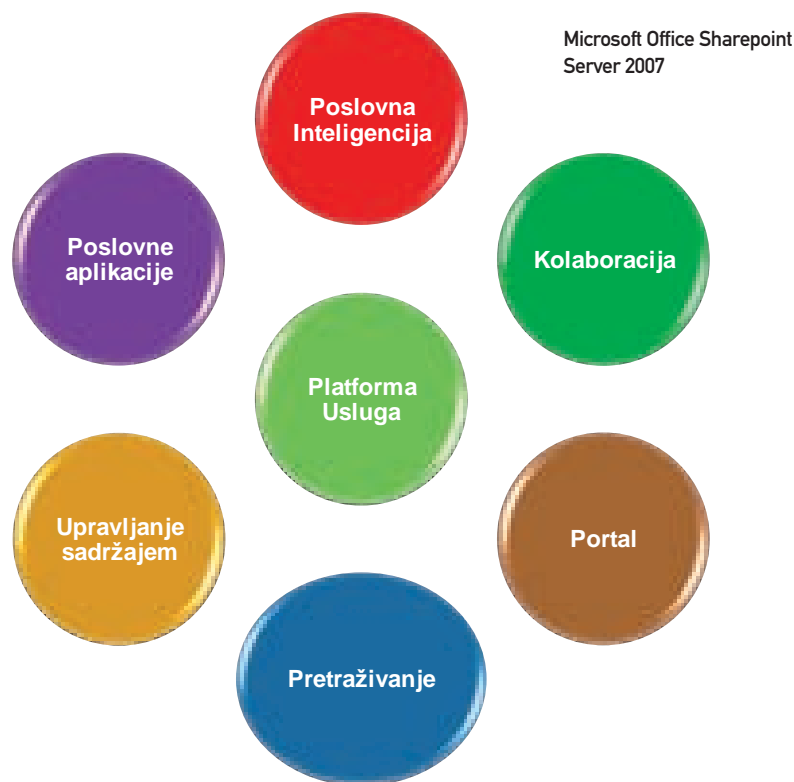 Microsoft Office Sharepoint
Server 2007
Poslovna
Inteligencija
Poslovne
aplikacije
Kolaboracija
Platforma
Usluga
Upravljanje
sadržajem
Portal
Pretraživanje